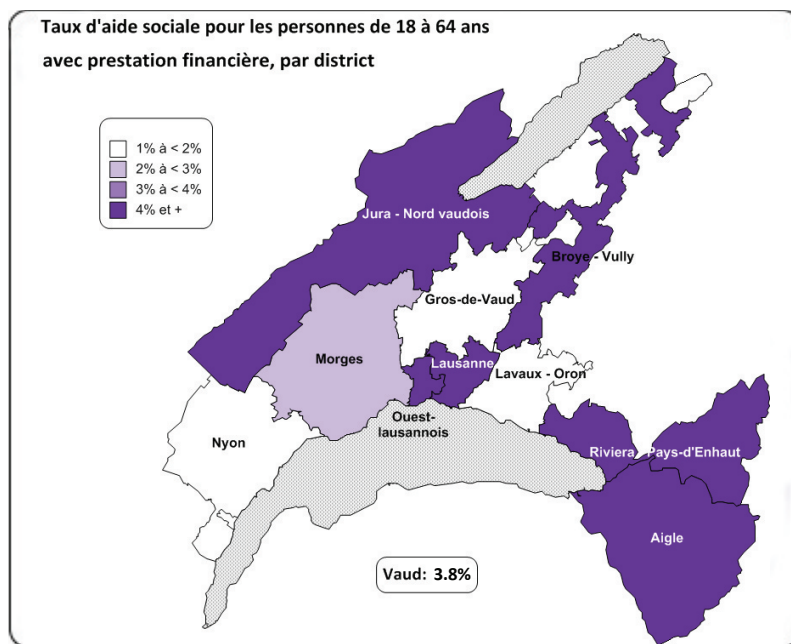 Taux d'aide sociale pour les personnes de 18 à 64 ans
avec prestation financière, par district
1% à < 2%
2% à < 3%
3% à < 4%
4% et +
Jura - Nord vaudois
Broye - Vully
Gros-de-Vaud
Morges
Lausanne
Lavaux - Oron
Ouest-
lausannois
Nyon
Riviera - Pays-d'Enhaut
Aigle
Vaud: 3.8%